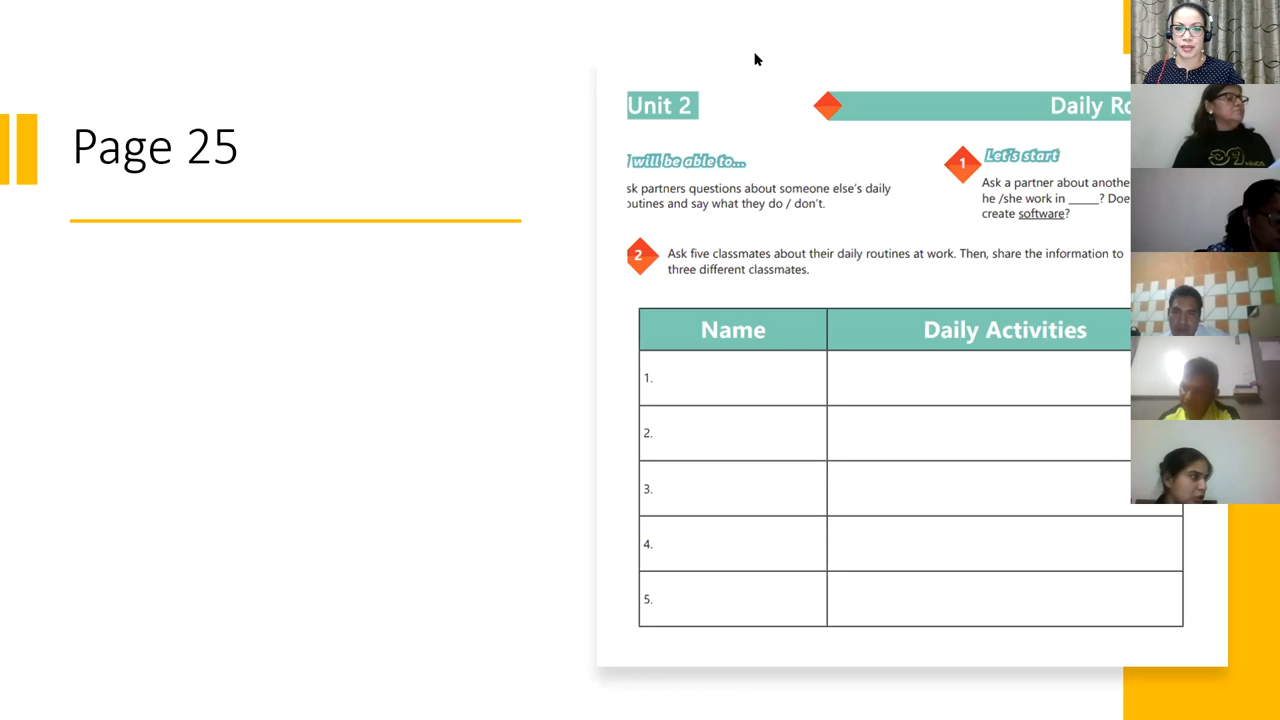 Page 25
Unit 2
Daily Ro
I will be able to...
sk partners questions about someone else's daily
outines and say what they do / don't.
1
Let's start
Ask a partner about anothe
he /she work in _____? Doe
create software?
2
Ask five classmates about their daily routines at work. Then, share the information to
three different classmates.
Name
Daily Activities
1.
2.
3.
4.
5.